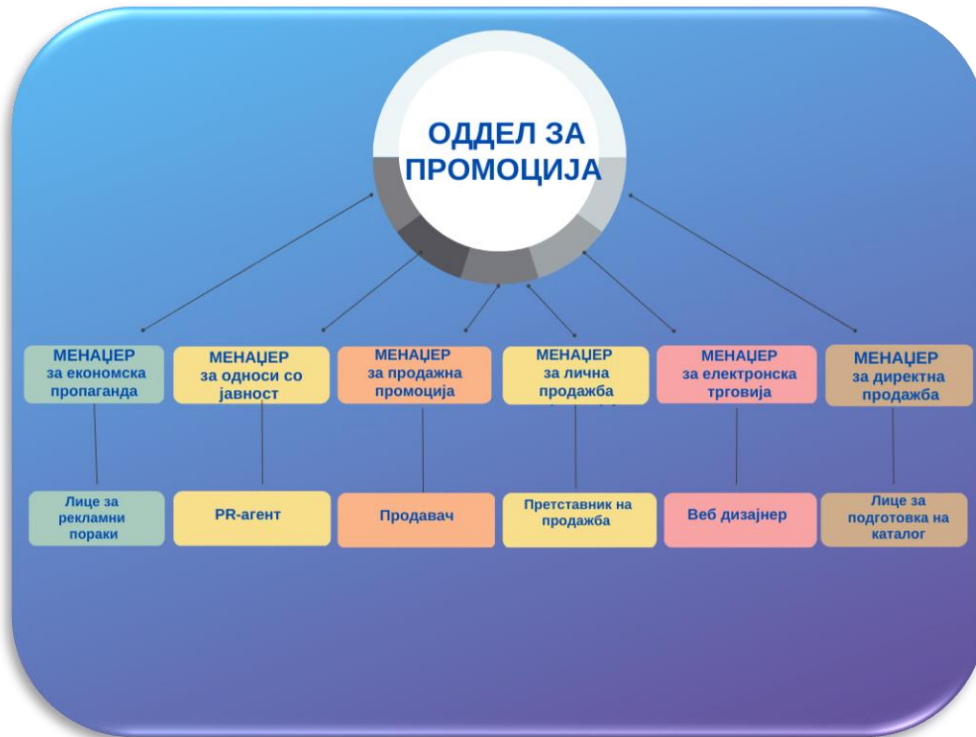 ОДДЕЛ ЗА
ПРОМОЦИЈА
МЕНАЏЕР
за економска
пропаганда
МЕНАЏЕР
за односи со
јавност
МЕНАЏЕР
за продажна
промоција
МЕНАЏЕР
за лична
продажба
МЕНАЏЕР
за електронска
трговија
МЕНАЏЕР
за директна
продажба
Лице за
рекламни
пораки
PR-агент
Продавач
Претставник на
продажба
Веб дизајнер
Лице за
подготовка на
каталог